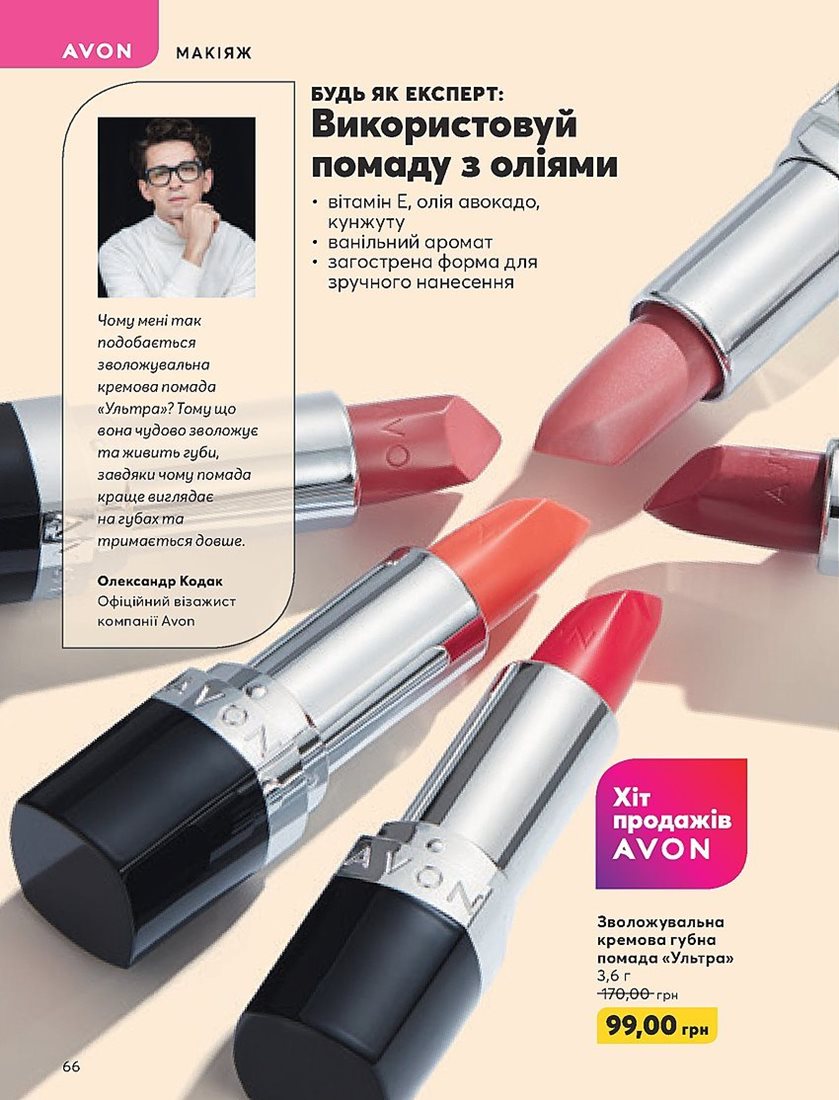 AVON
МАКІЯЖ
БУДЬ ЯК ЕКСПЕРТ:
Використовуй
помаду з оліями
• вітамін Е, олія авокадо,
кунжуту
• ванільний аромат
• загострена форма для
зручного нанесення
Чому мені так
подобається
зволожувальна
кремова помада
«Ультра»? Тому що
вона чудово зволожує
та живить губи,
завдяки чому помада
краще виглядає
на губах та
тримається довше.
Олександр Кодак
Офіційний візажист
компанії Avon
AVON
AVON
Хіт
продажів
AVON
Зволожувальна
кремова губна
помада «Ультра»
3,6 г
170,00 грн
99,00 грн
66